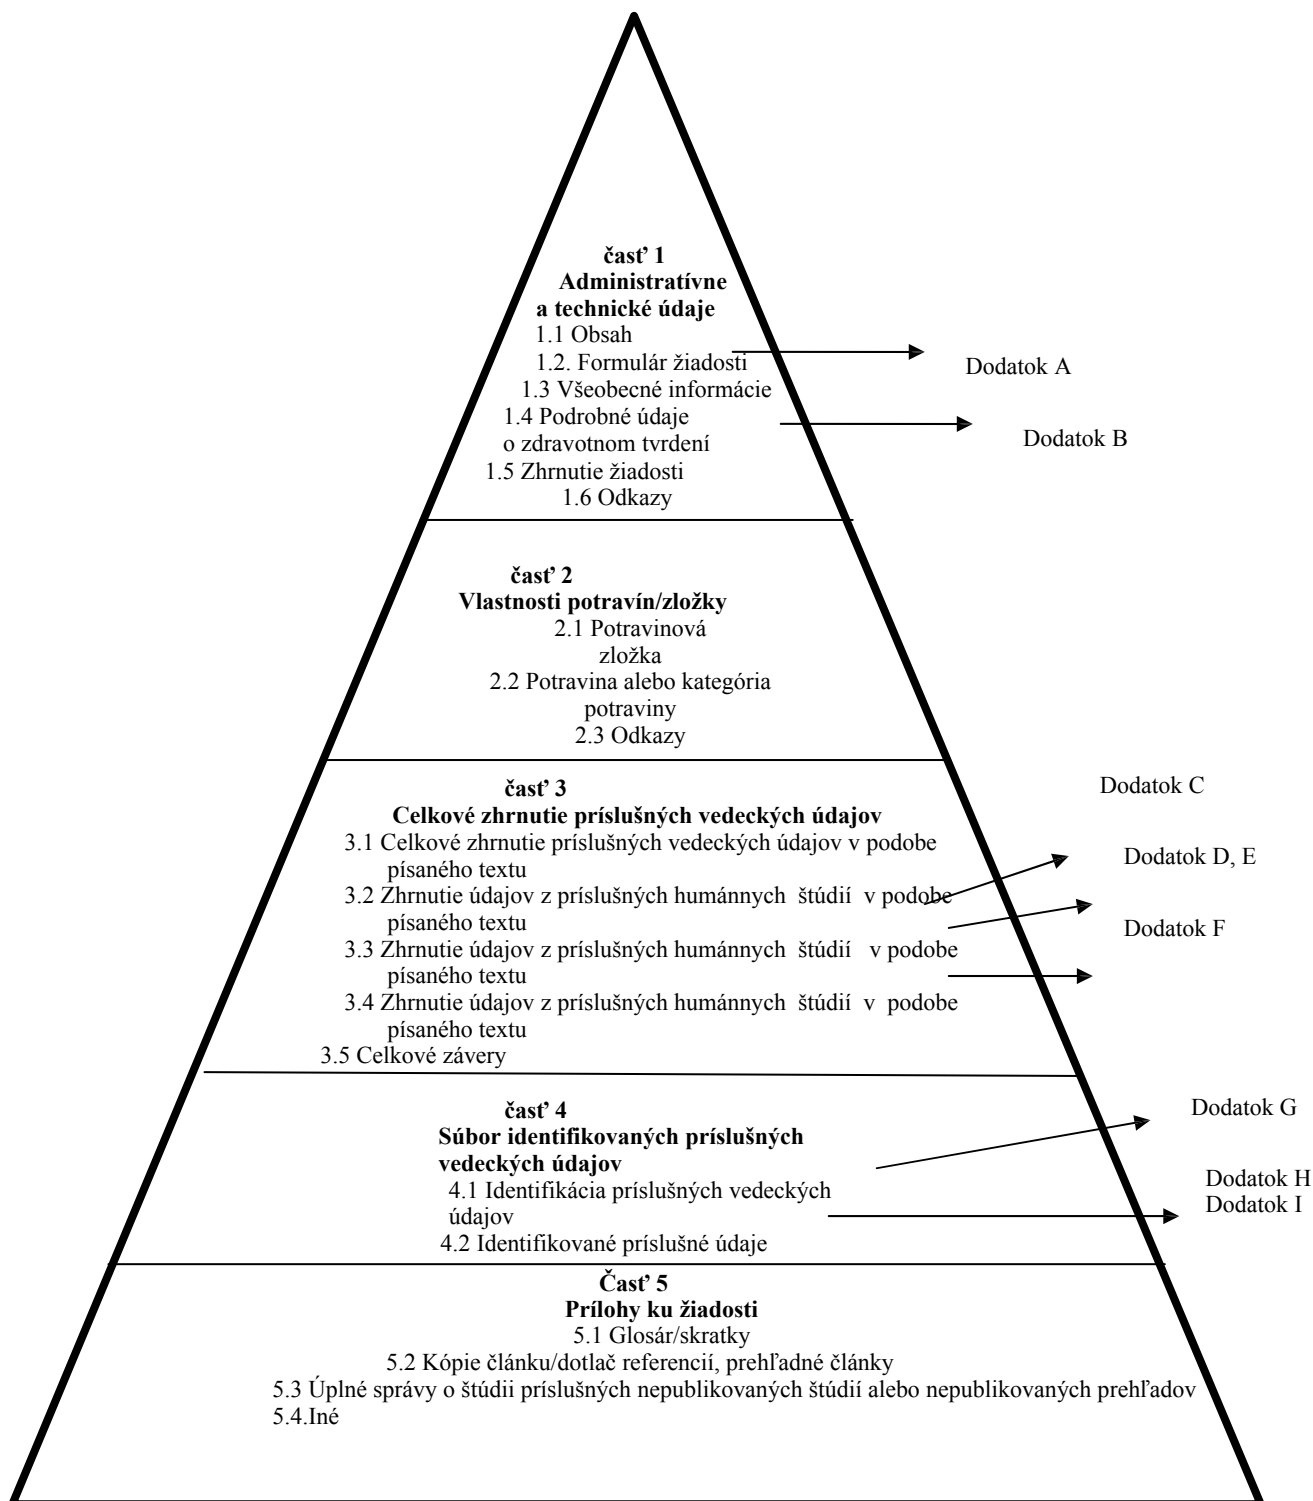 časť 1
Administratívne
a technické údaje
1.1 Obsah
1.2. Formulár žiadosti
Dodatok A
1.3 Všeobecné informácie
1.4 Podrobné údaje
o zdravotnom tvrdení
Dodatok B
1.5 Zhrnutie žiadosti
1.6 Odkazy
časť 2
Vlastnosti potravín/zložky
2.1 Potravinová
zložka
2.2 Potravina alebo kategória
potraviny
2.3 Odkazy
časť 3
Celkové zhrnutie príslušných vedeckých údajov
3.1 Celkové zhrnutie príslušných vedeckých údajov v podobe
písaného textu
3.2 Zhrnutie údajov z príslušných humánnych štúdií v podobe
písaného textu
3.3 Zhrnutie údajov z príslušných humánnych štúdií v podobe
písaného textu
3.4 Zhrnutie údajov z príslušných humánnych štúdií v podobe
písaného textu
3.5 Celkové závery
Dodatok C
Dodatok D, E
Dodatok F
časť 4
Súbor identifikovaných príslušných
vedeckých údajov
4.1 Identifikácia príslušných vedeckých
údajov
4.2 Identifikované príslušné údaje
Dodatok G
Dodatok H
Dodatok I
Časť 5
Prílohy ku žiadosti
5.1 Glosár/skratky
5.2 Kópie článku/dotlač referencií, prehľadné články
5.3 Úplné správy o štúdii príslušných nepublikovaných štúdií alebo nepublikovaných prehľadov
5.4.Iné